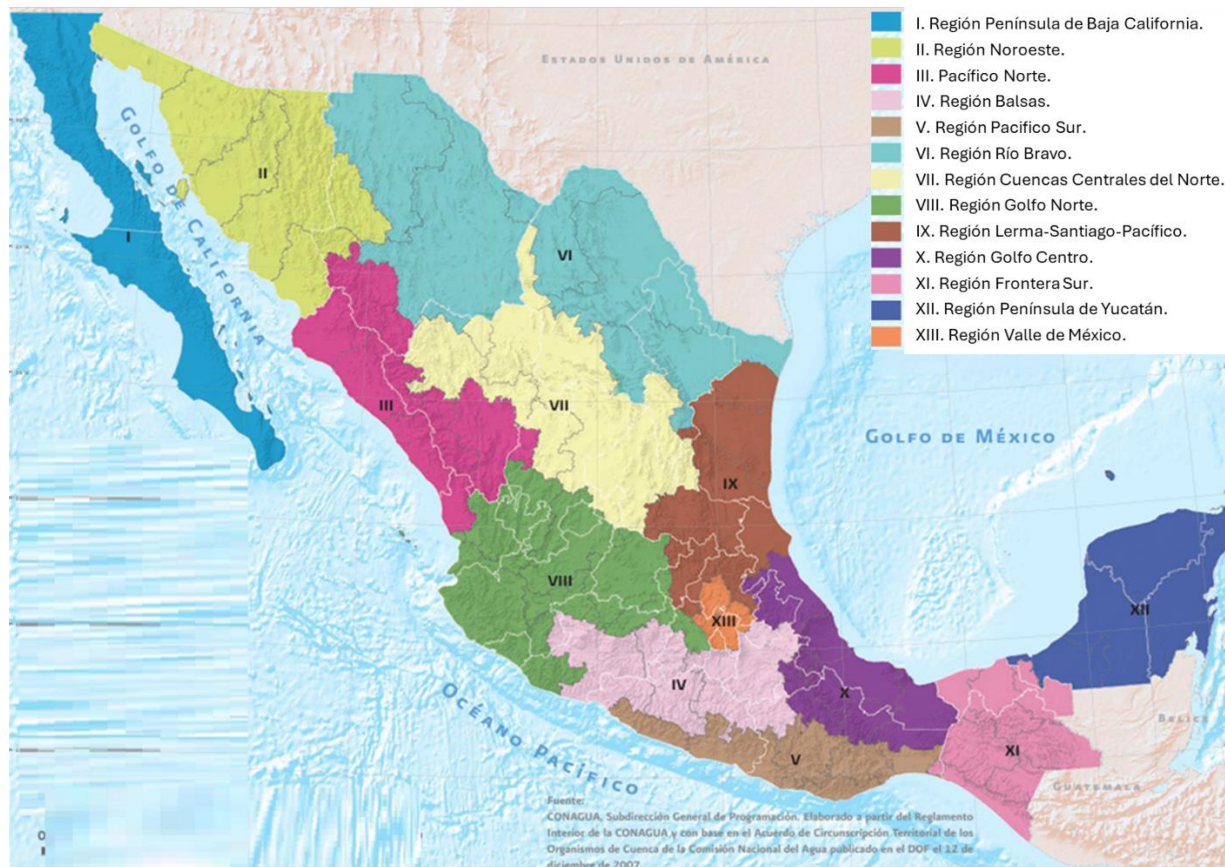 I. Región Península de Baja California.
II. Región Noroeste.
III. Pacífico Norte.
IV. Región Balsas.
V. Región Pacifico Sur.
VI. Región Río Bravo.
VII. Región Cuencas Centrales del Norte.
VIII. Región Golfo Norte.
IX. Región Lerma-Santiago-Pacífico.
X. Región Golfo Centro.
XI. Región Frontera Sur.
XII. Región Península de Yucatán.
XIII. Región Valle de México.
ESTADOS UNIDOS DE AMÉRICA
GOLFO DE CALIFORNIA
II
I
VI
III
VII
GOLFO DE MÉXICO
IX
VIII
XIII
XII
IV
X
OCÉANO PACÍFICO
V
XI
BELICE
GUATEMALA
Fuente:
CONAGUA, Subdirección General de Programación. Elaborado a partir del Reglamento
Interior de la CONAGUA y con base en el Acuerdo de Circunscripción Territorial de los
Organismos de Cuenca de la Comisión Nacional del Agua publicado en el DOF el 12 de
diciembre de 2007.
0